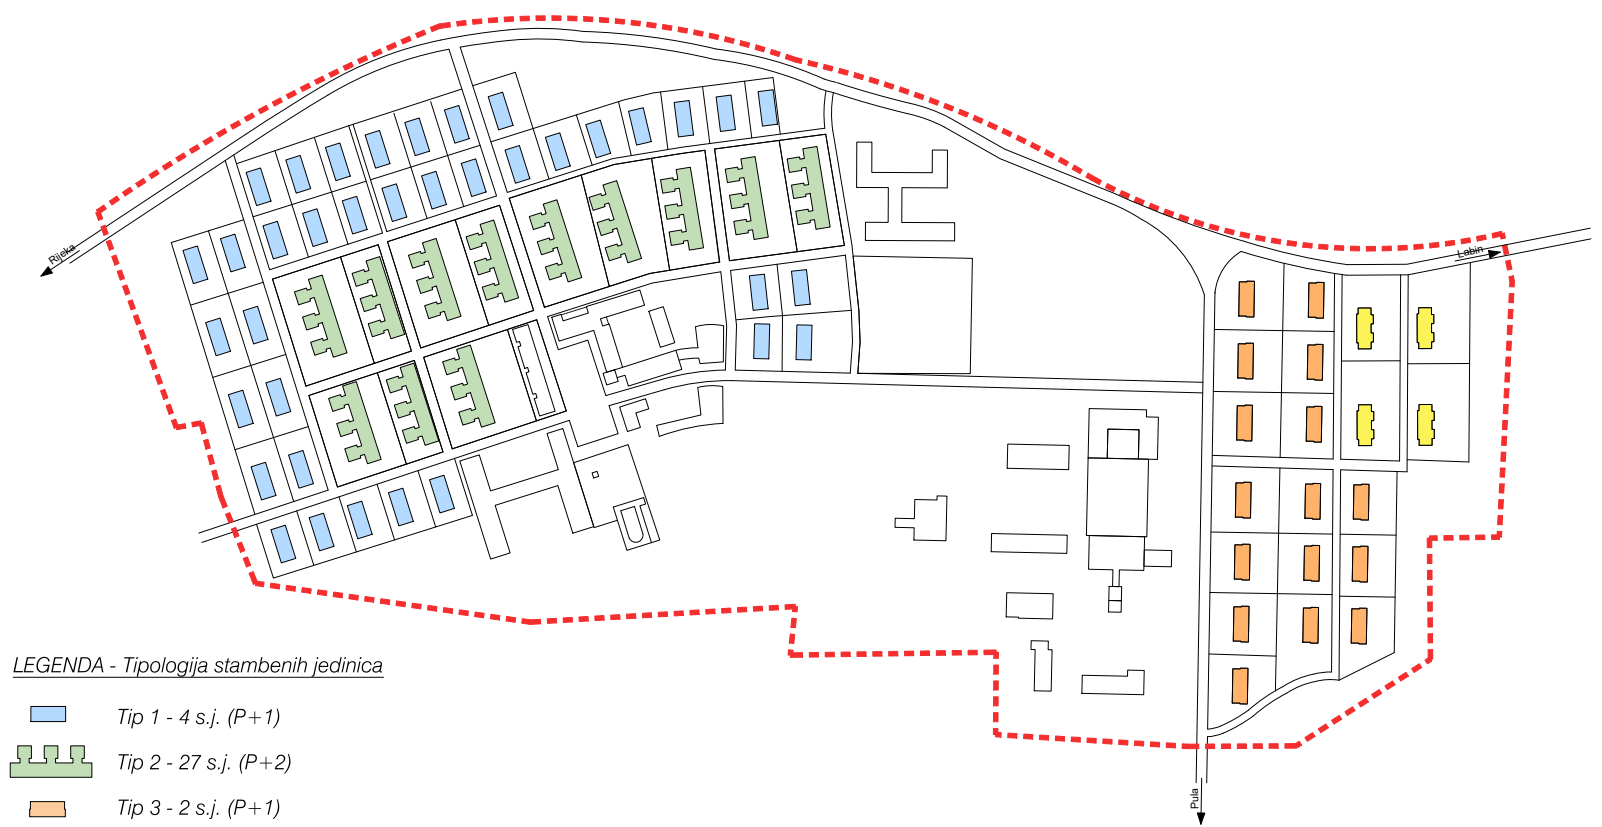 Rijeka
Labin
LEGENDA - Tipologija stambenih jedinica
Tip 1 - 4 s.j. (P+1)
Tip 2 - 27 s.j. (P+2)
Tip 3 - 2 s.j. (P+1)
Pula